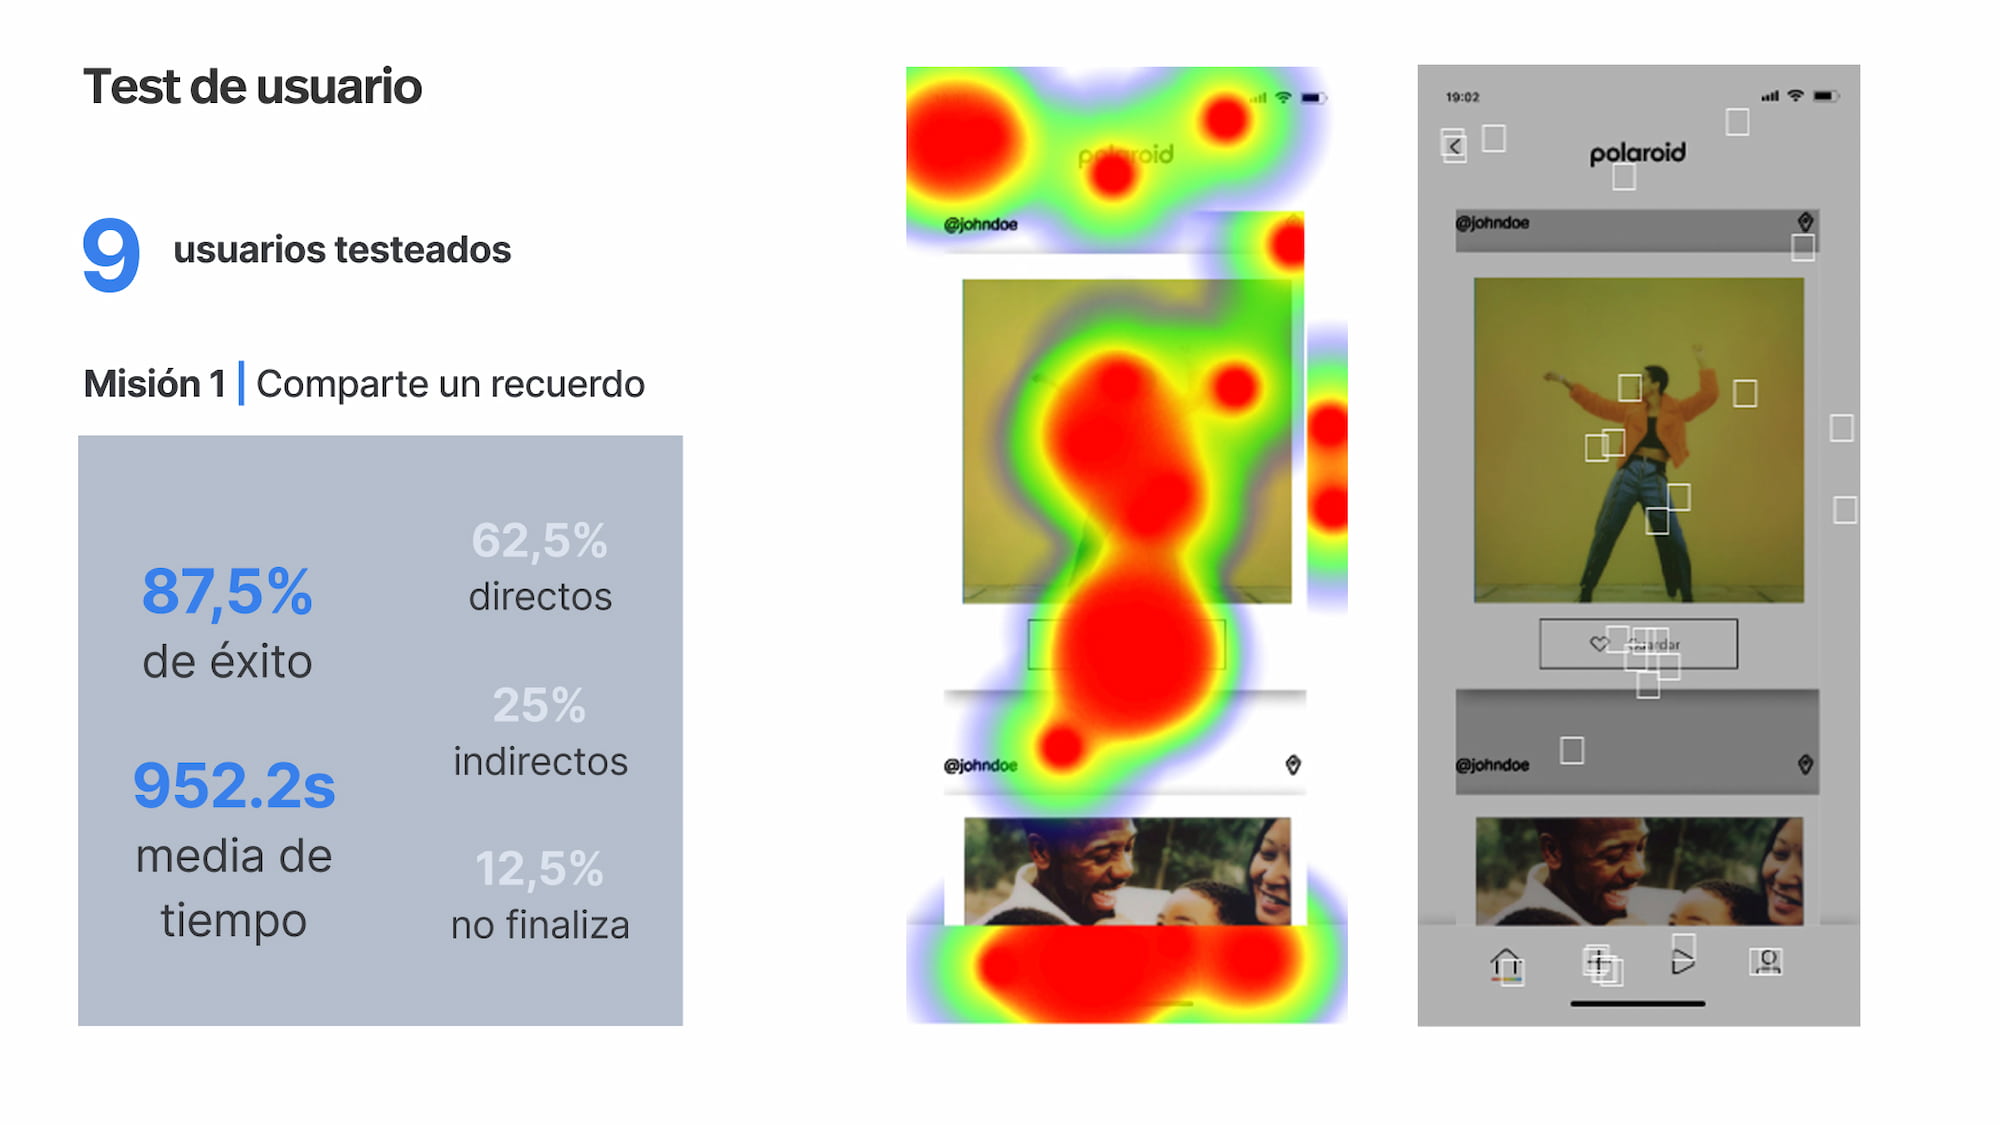 Test de usuario
9 usuarios testeados
Misión 1 | Comparte un recuerdo
87,5%
de éxito
952.2s
media de
tiempo
62,5%
directos
25%
indirectos
12,5%
no finaliza
polaroid
@johndoe
@johndoe
19:02
polaroid
@johndoe
Guardar
@johndoe